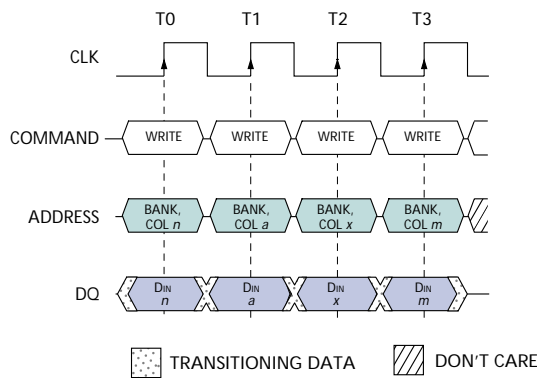 T0 T1 T2 T3
CLK
COMMAND WRITE WRITE WRITE WRITE
BANK, BANK, BANK, BANK,
ADDRESS
COL n COL a COL x COL m
DIN DIN DIN DIN
DQ
n a x m
TRANSITIONING DATA DON'T CARE